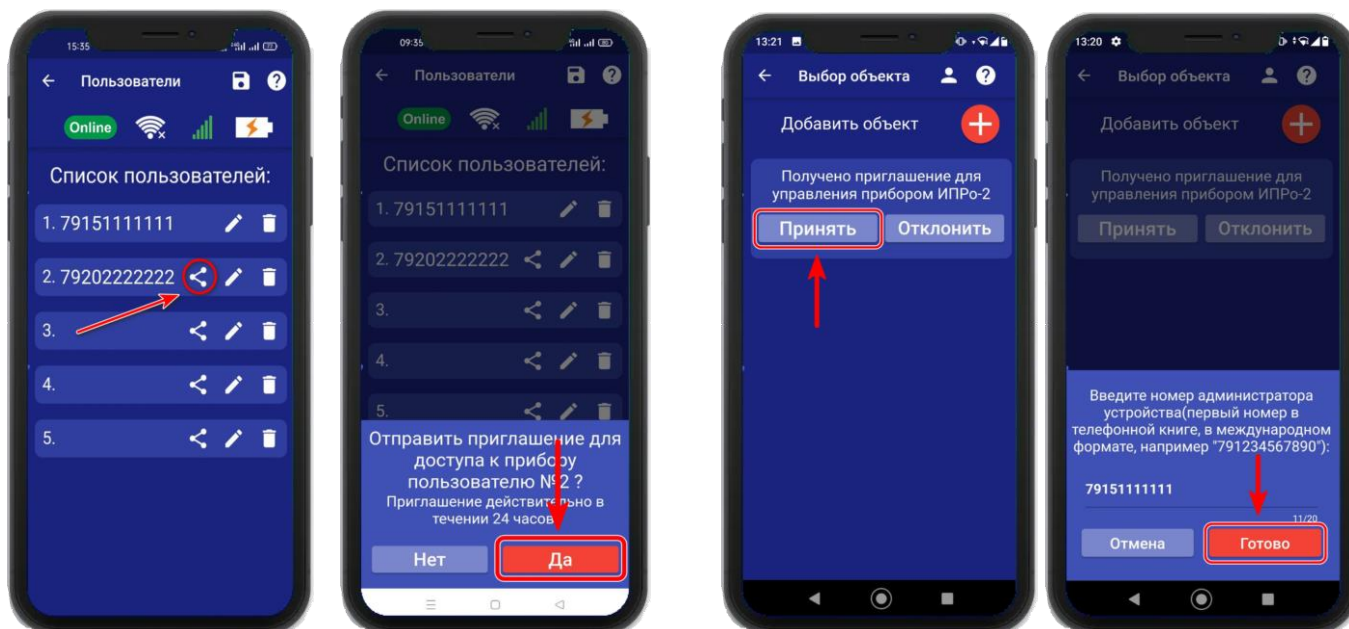 15:35
Пользователи
Online
Список пользователей:
1. 79151111111
2. 79202222222
3.
4.
5.
09:35
Пользователи
Online
Список пользователей:
1. 79151111111
2. 79202222222
3.
4.
5.
Отправить приглашение для
доступа к прибору
пользователю №2 ?
Приглашение действительно в
течении 24 часов
Нет
Да
13:21
Выбор объекта
Добавить объект
Получено приглашение для
управления прибором ИПРо-2
Принять
Отклонить
13:20
Выбор объекта
Добавить объект
Получено приглашение для
управления прибором ИПРо-2
Принять
Отклонить
Введите номер администратора
устройства(первый номер в
телефонной книге, в международном
формате, например "791234567890"):
79151111111
11/20
Отмена
Готово